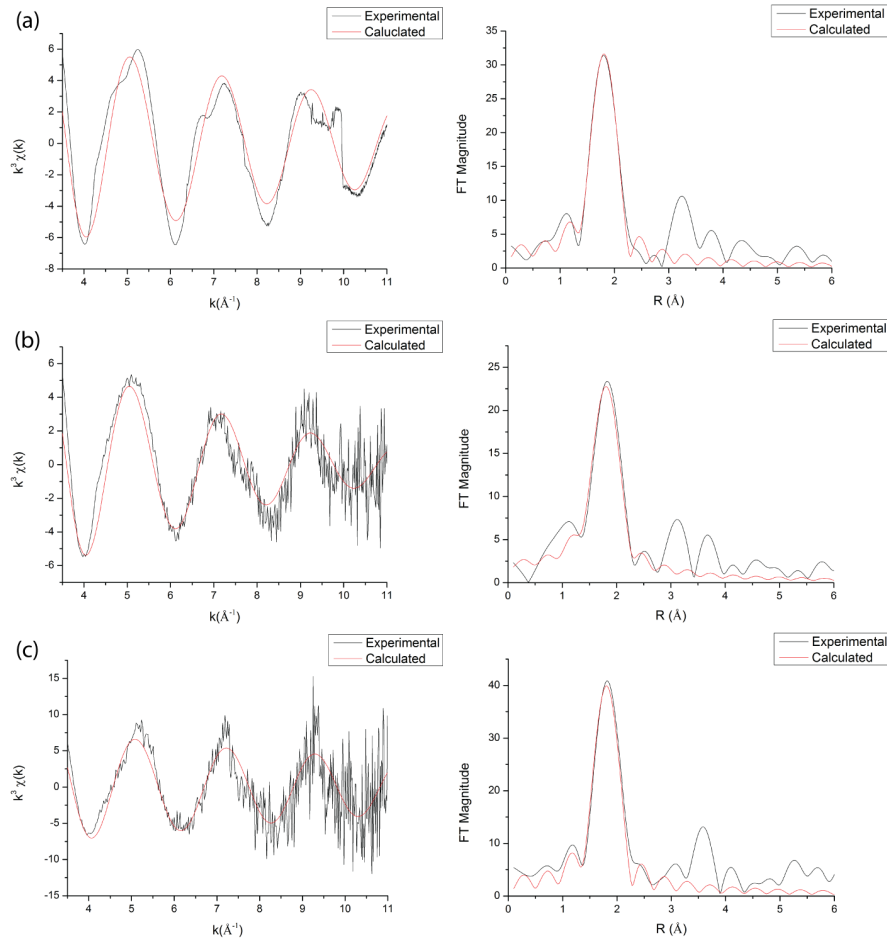 (a)
Experimental
Caluclated
6
4
2
0
-2
-4
-6
-8
k³ χ(k)
4 5 6 7 8 9 10 11
k(Å⁻¹)
Experimental
Calculated
35
30
25
20
15
10
5
0
FT Magnitude
0 1 2 3 4 5 6
R (Å)
(b)
Experimental
Calculated
6
4
2
0
-2
-4
-6
k³ χ(k)
4 5 6 7 8 9 10 11
k(Å⁻¹)
Experimental
Calculated
25
20
15
10
5
0
FT Magnitude
0 1 2 3 4 5 6
R (Å)
(c)
Experimental
Calculated
15
10
5
0
-5
-10
-15
k³ χ(k)
4 5 6 7 8 9 10 11
k(Å⁻¹)
Experimental
Calculated
40
30
20
10
0
FT Magnitude
0 1 2 3 4 5 6
R (Å)